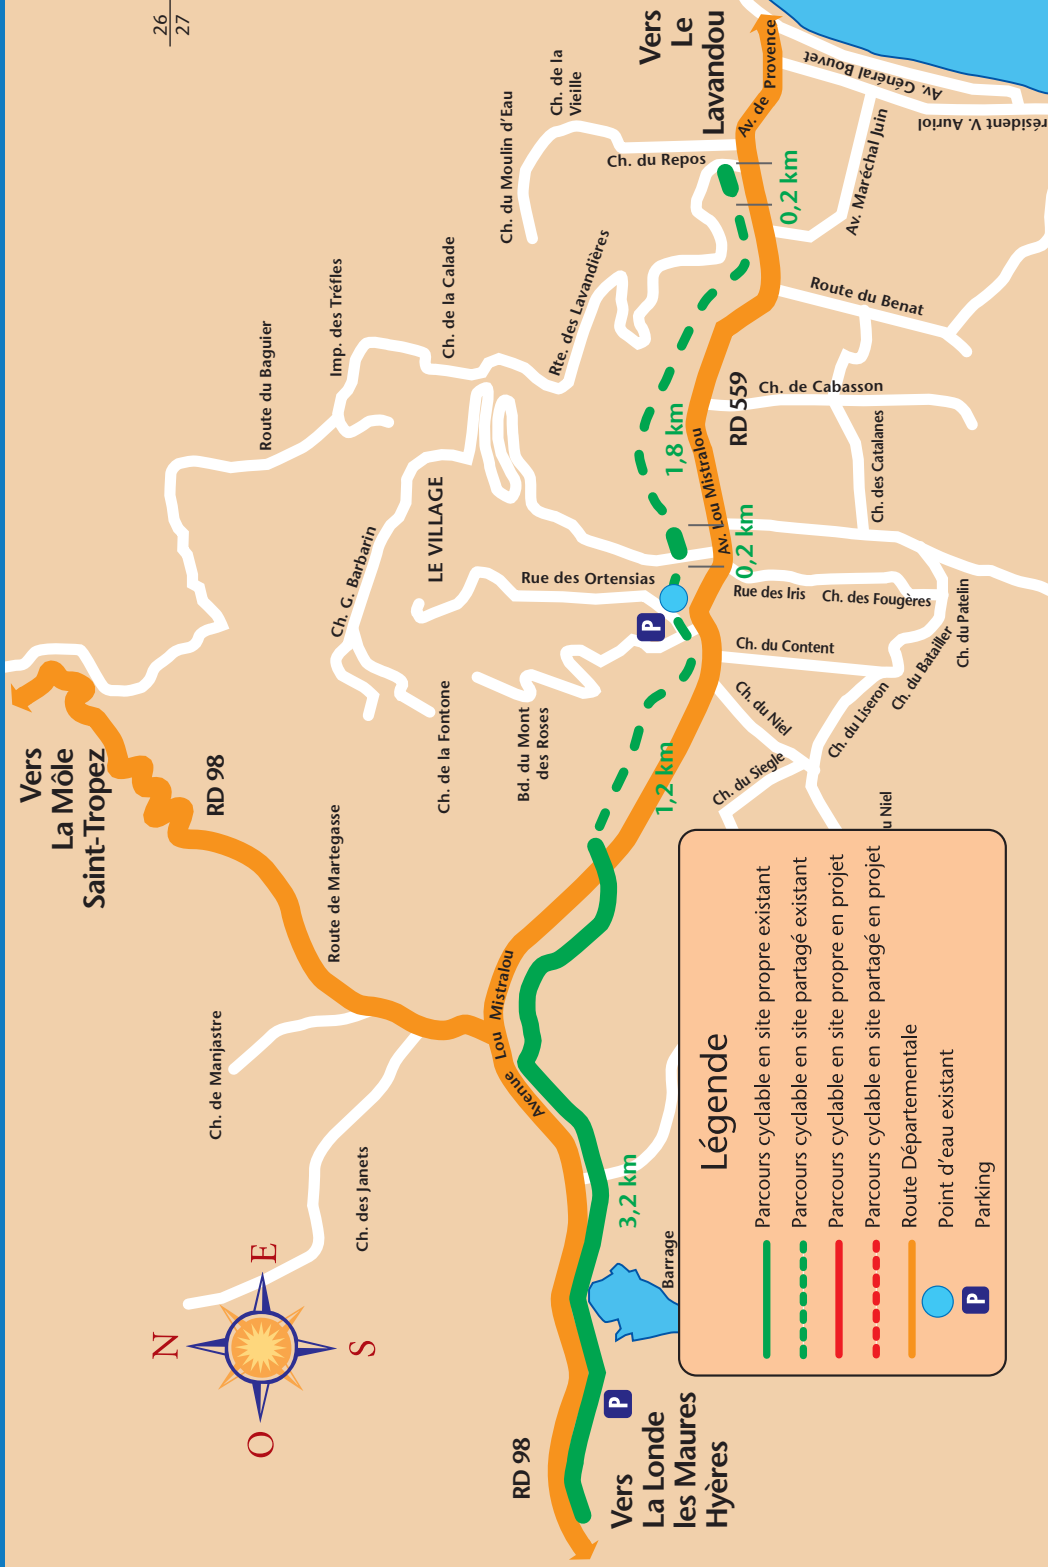 26
27
Vers
La Môle
Saint-Tropez
RD 98
Route de Martegasse
Ch. de Manjastre
Ch. des Janets
N
E
S
O
Route du Baguier
Imp. des Tréfles
Ch. de la Calade
Ch. du Moulin d'Eau
Ch. de la
Vieille
Rte. des Lavandières
Ch. du Repos
Vers
Le
Lavandou
Av. de Provence
Av. Général Bouvet
résident V. Auriol
Av. Maréchal Juin
0,2 km
Route du Benat
Ch. G. Barbarin
LE VILLAGE
Rue des Ortensias
Ch. de la Fontone
Bd. du Mont
des Roses
P
1,8 km
RD 559
Av. Lou Mistralou
0,2 km
Ch. de Cabasson
Ch. des Catalanes
Rue des Iris
Ch. des Fougères
Ch. du Patelin
Ch. du Content
Ch. du Batailler
Ch. du Liseron
Ch. du Niel
Ch. du Siegle
u Niel
1,2 km
Avenue Lou Mistralou
3,2 km
Barrage
RD 98
P
Vers
La Londe
les Maures
Hyères
Légende
Parcours cyclable en site propre existant
Parcours cyclable en site partagé existant
Parcours cyclable en site propre en projet
Parcours cyclable en site partagé en projet
Route Départementale
Point d'eau existant
P Parking